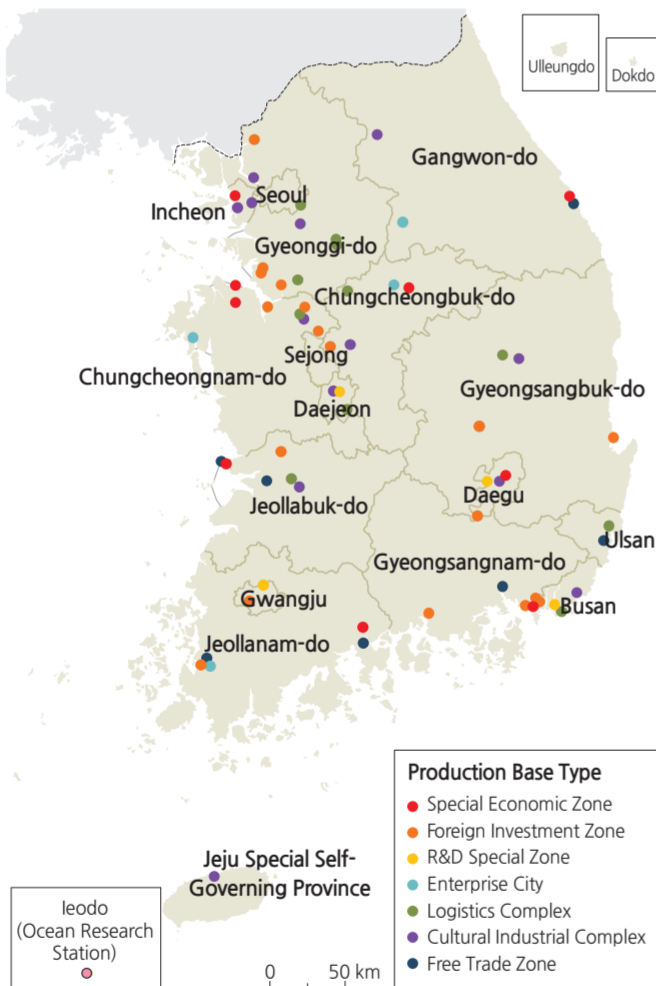 Ulleungdo
Dokdo
Gangwon-do
Seoul
Incheon
Gyeonggi-do
Chungcheongbuk-do
Sejong
Chungcheongnam-do
Gyeongsangbuk-do
Daejeon
Daegu
Jeollabuk-do
Ulsan
Gyeongsangnam-do
Gwangju
Busan
Jeollanam-do
Production Base Type
Special Economic Zone
Foreign Investment Zone
R&D Special Zone
Enterprise City
Logistics Complex
Cultural Industrial Complex
Free Trade Zone
Jeju Special Self-
Governing Province
Ieodo
(Ocean Research
Station)
0 50 km